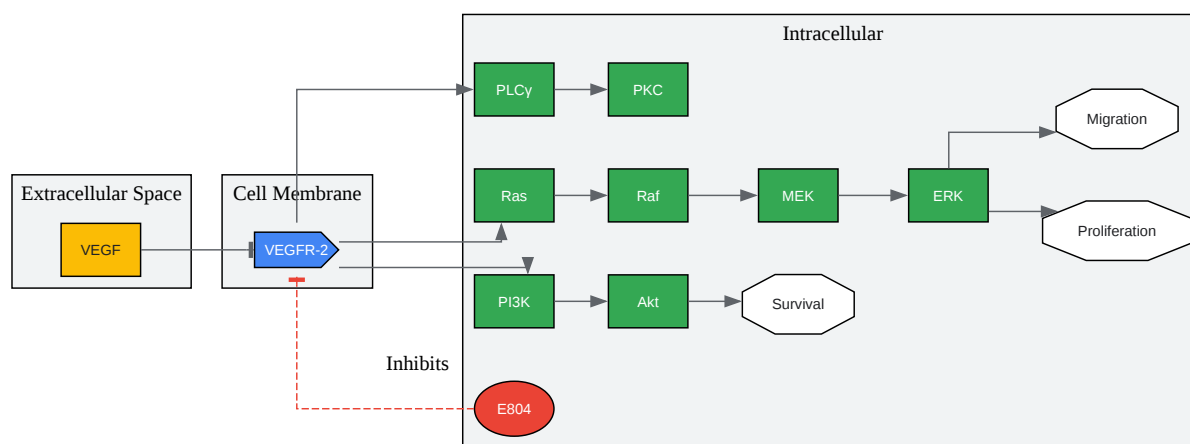 Intracellular
PLCγ
PKC
Migration
Extracellular Space
Cell Membrane
Ras
Raf
MEK
ERK
VEGF
VEGFR-2
Proliferation
PI3K
Akt
Survival
Inhibits
E804